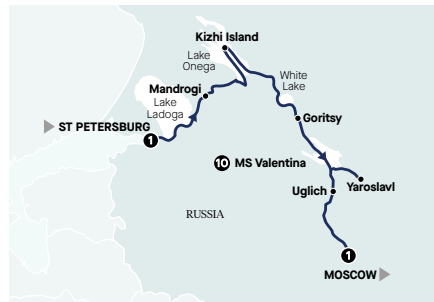 Kizhi Island
Lake
Onega
White
Lake
Mandrogi
Lake
Ladoga
Goritsy
ST PETERSBURG
1
10 MS Valentina
Yaroslavl
Uglich
RUSSIA
1
MOSCOW